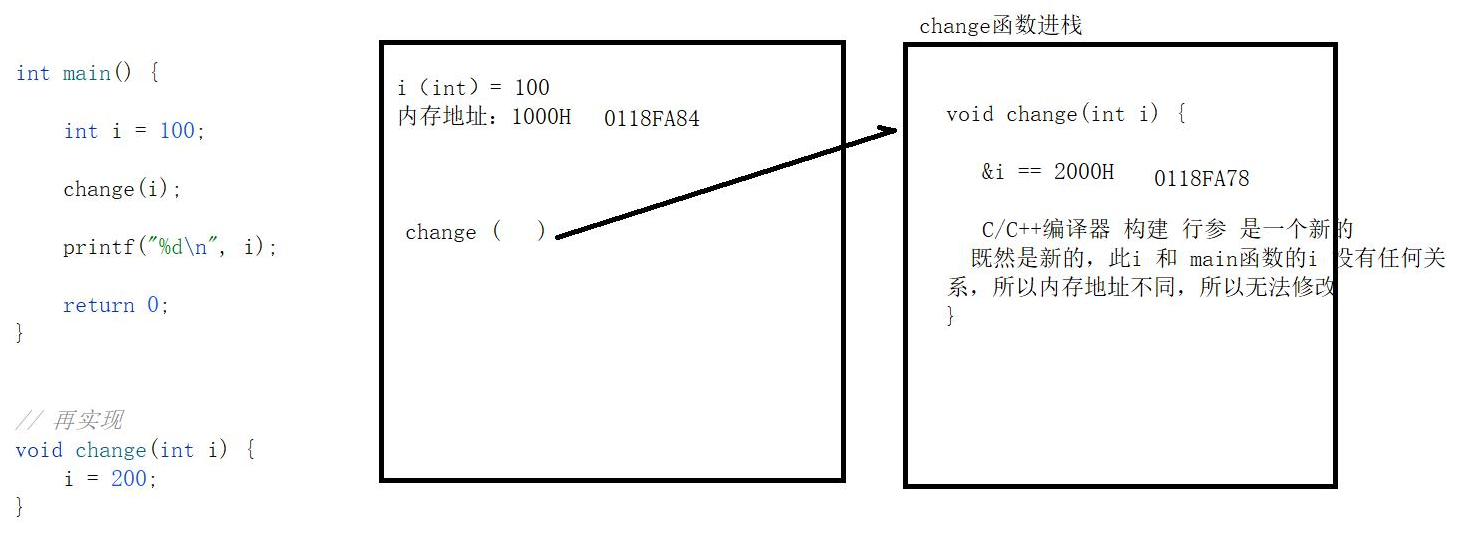 int main() {
int i = 100;
change(i);
printf("%d\n", i);
return 0;
}
// 再实现
void change(int i) {
i = 200;
}
i（int）= 100
内存地址：1000H 0118FA84
change ( )
change函数进栈
void change(int i) {
&i == 2000H 0118FA78
C/C++编译器 构建 行参 是一个新的
既然是新的，此i 和 main函数的i 没有任何关
系，所以内存地址不同，所以无法修改
}